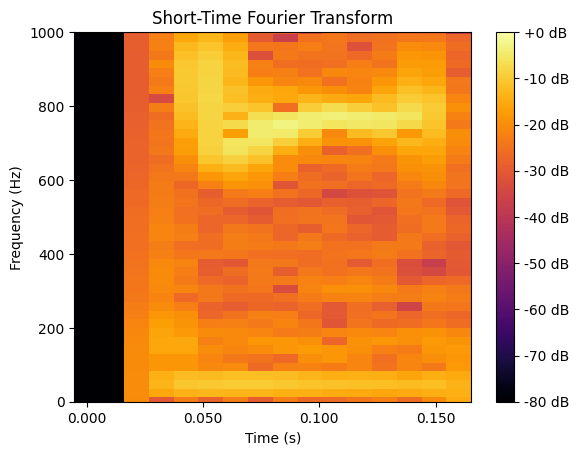 Short-Time Fourier Transform
1000
800
600
400
200
0
Frequency (Hz)
0.000
0.050
0.100
0.150
Time (s)
+0 dB
-10 dB
-20 dB
-30 dB
-40 dB
-50 dB
-60 dB
-70 dB
-80 dB